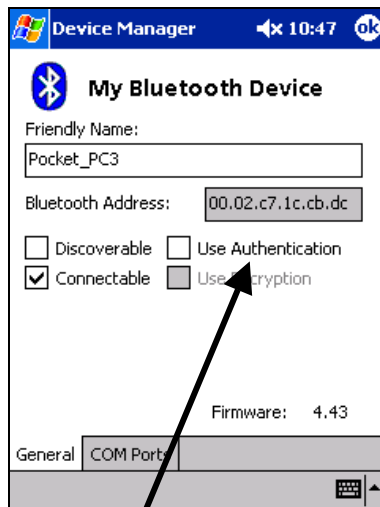 Device Manager 10:47 ok
My Bluetooth Device
Friendly Name:
Pocket_PC3
Bluetooth Address: 00.02.c7.1c.cb.dc
Discoverable Use Authentication
Connectable Use Encryption
Firmware: 4.43
General COM Ports